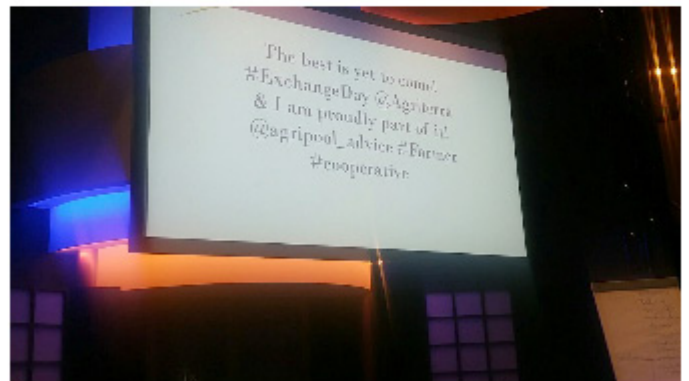 The best is yet to come!
#ExchangeDay @Agriterra
& I am proudly part of it!
@agripool_advice #Farmer
#cooperative